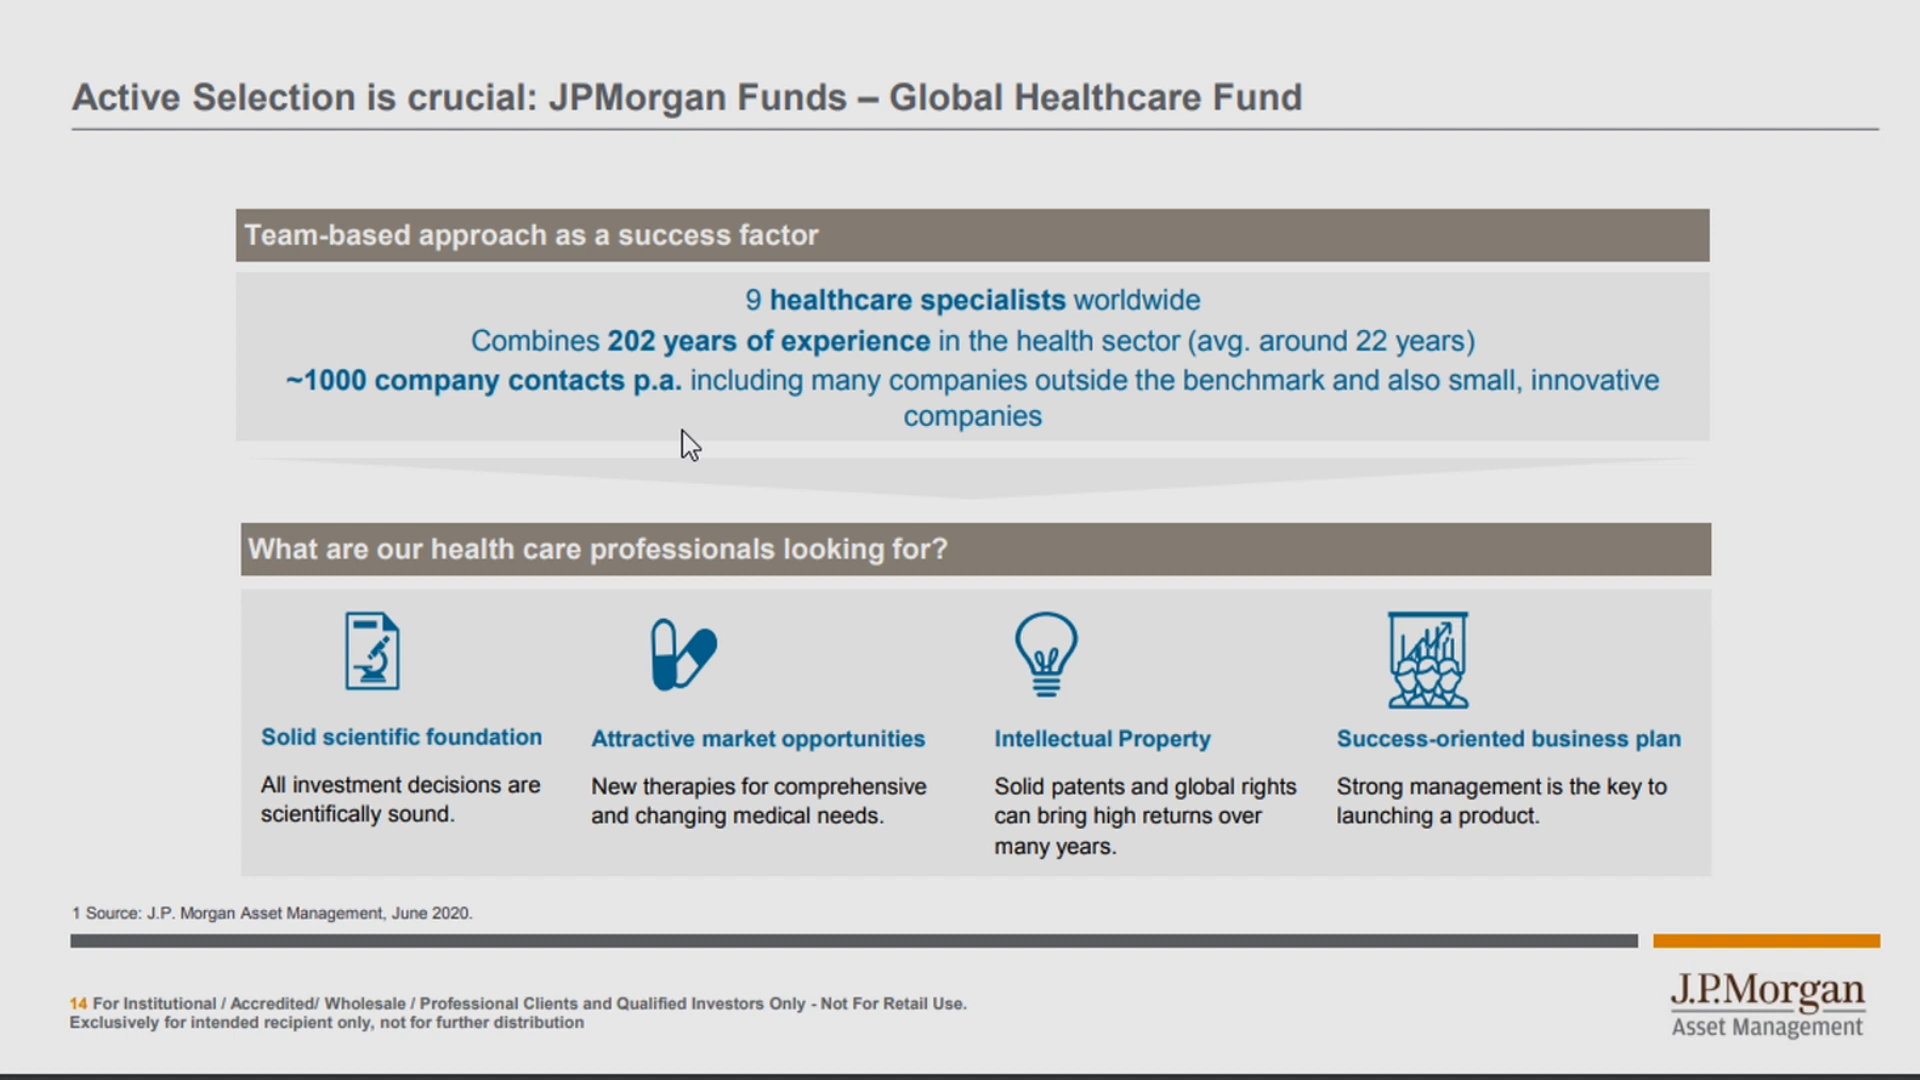 Active Selection is crucial: JPMorgan Funds – Global Healthcare Fund
Team-based approach as a success factor
9 healthcare specialists worldwide
Combines 202 years of experience in the health sector (avg. around 22 years)
~1000 company contacts p.a. including many companies outside the benchmark and also small, innovative
companies
What are our health care professionals looking for?
Solid scientific foundation
All investment decisions are
scientifically sound.
Attractive market opportunities
New therapies for comprehensive
and changing medical needs.
Intellectual Property
Solid patents and global rights
can bring high returns over
many years.
Success-oriented business plan
Strong management is the key to
launching a product.
1 Source: J.P. Morgan Asset Management, June 2020.
14 For Institutional / Accredited/ Wholesale / Professional Clients and Qualified Investors Only - Not For Retail Use.
Exclusively for intended recipient only, not for further distribution
J.P.Morgan
Asset Management